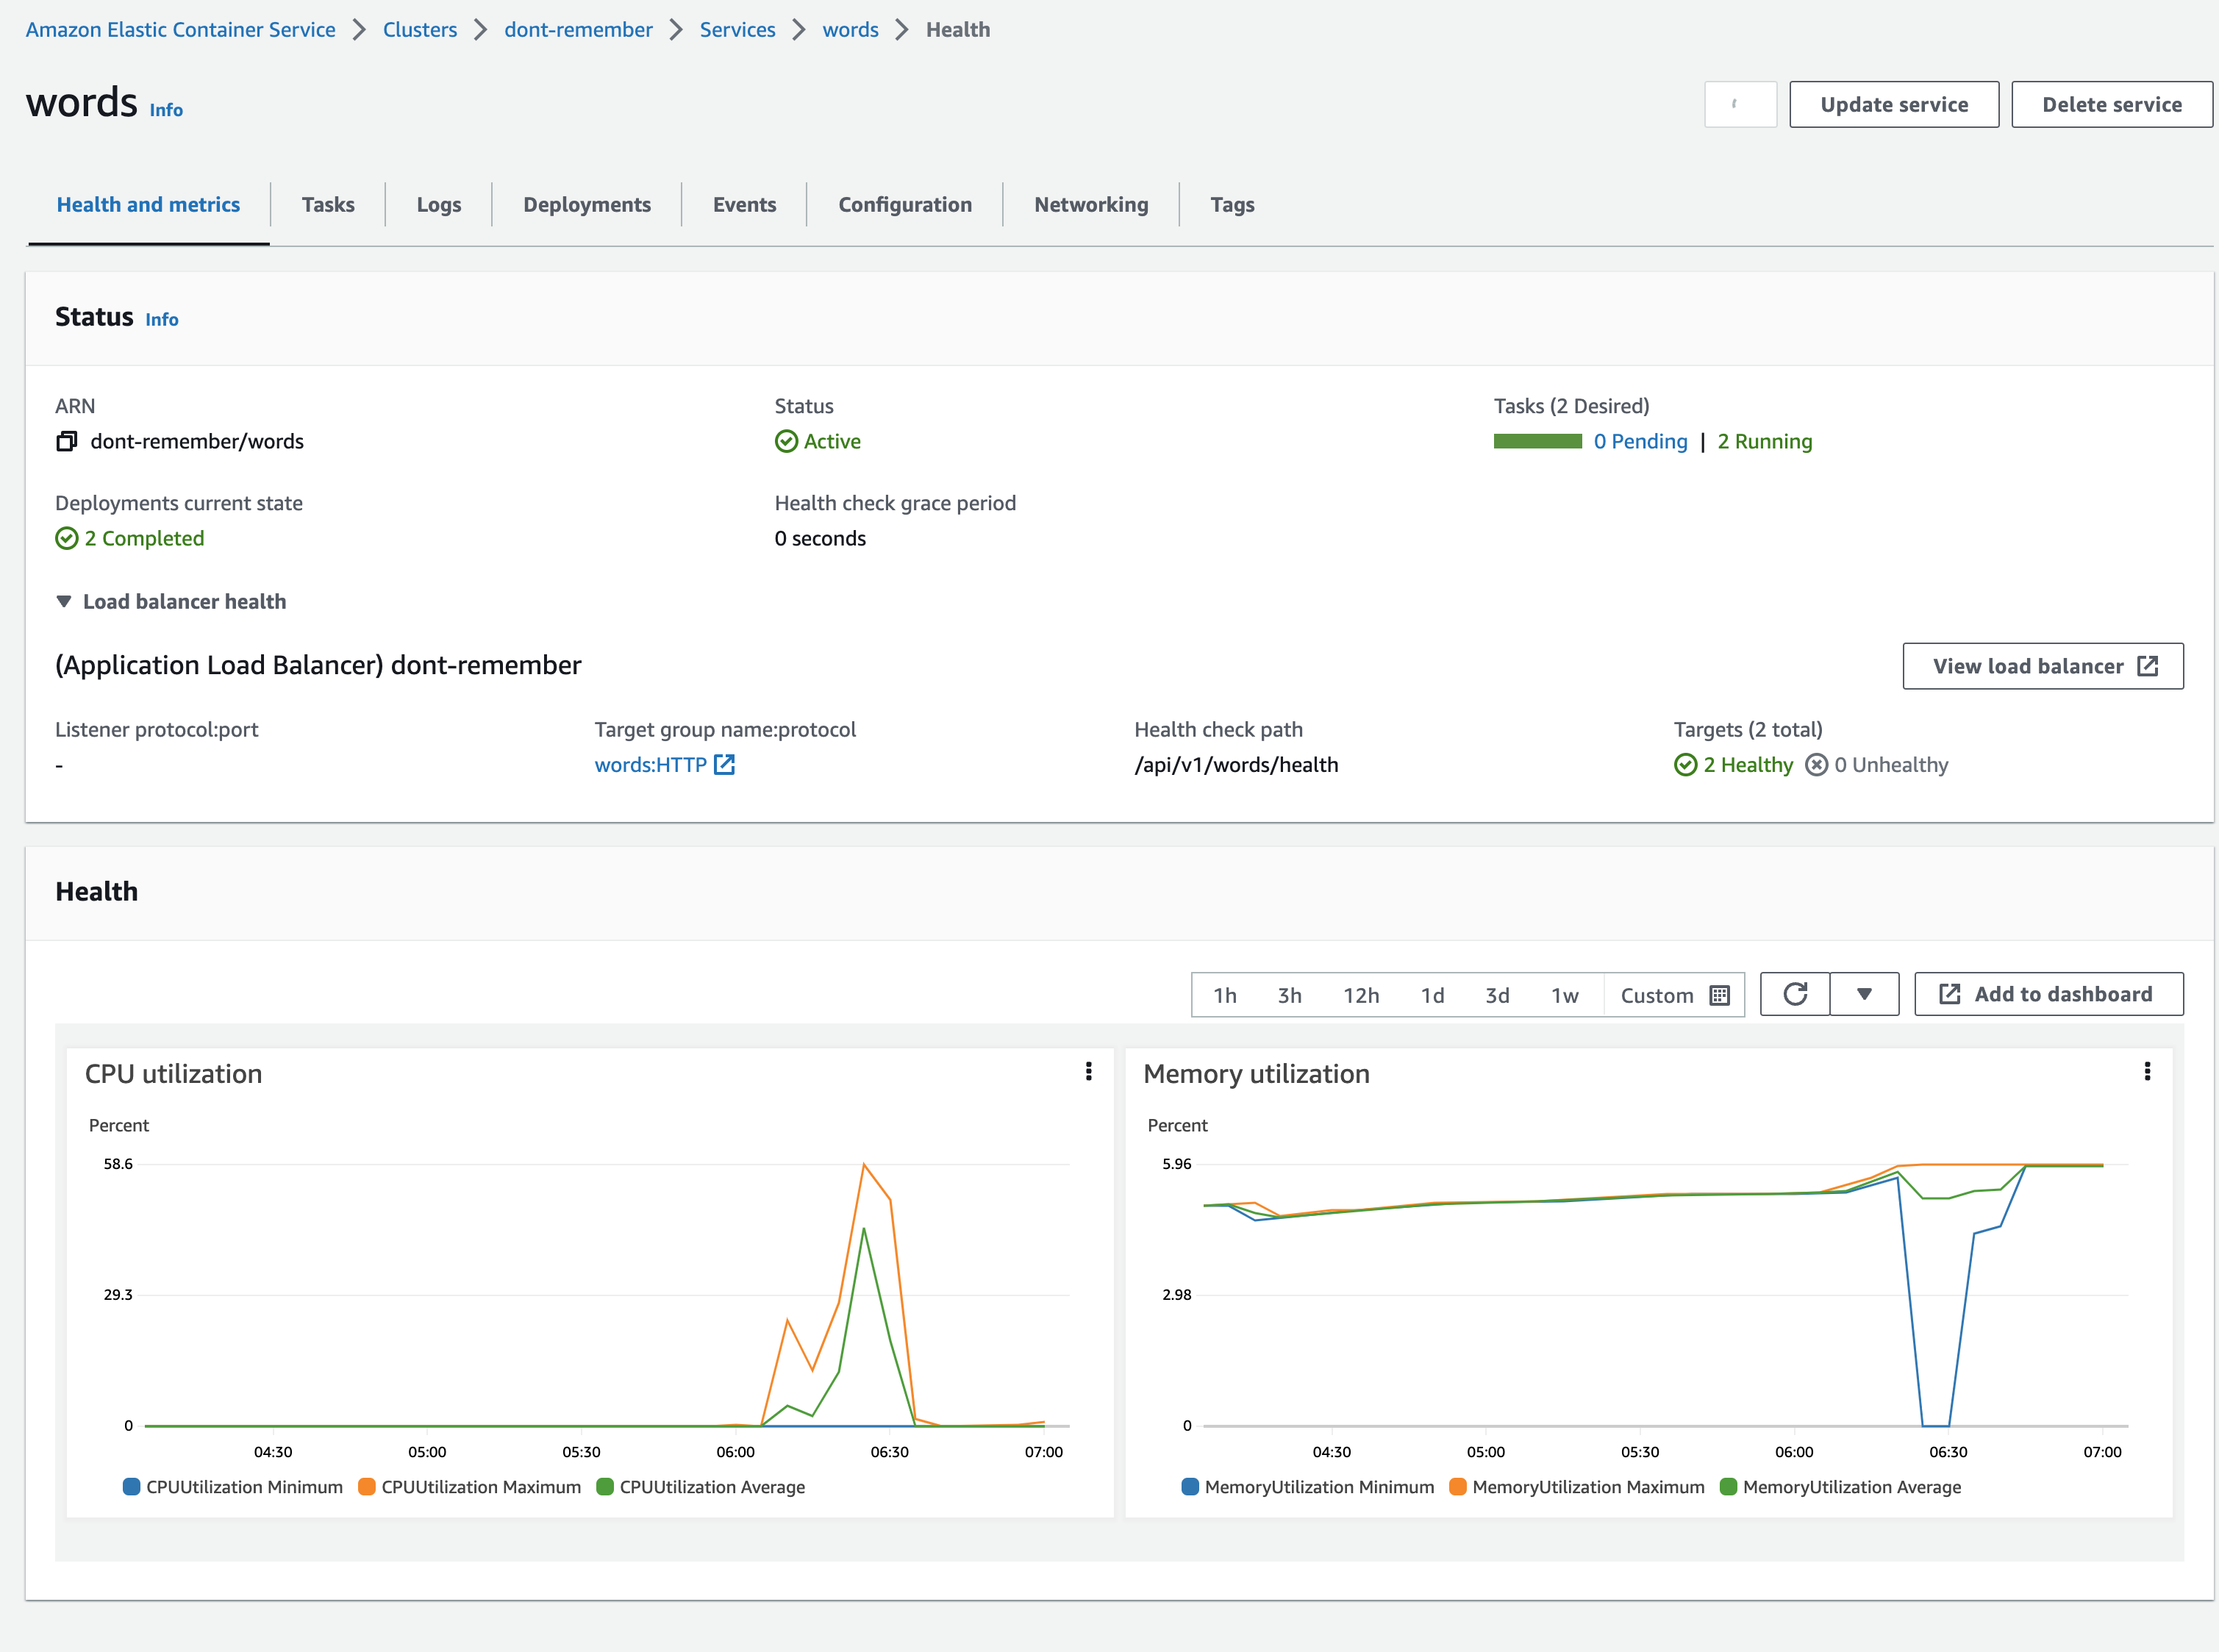 Amazon Elastic Container Service > Clusters > dont-remember > Services > words > Health
words Info
Update service Delete service
Health and metrics Tasks Logs Deployments Events Configuration Networking Tags
Status Info
ARN Status Tasks (2 Desired)
dont-remember/words Active 0 Pending | 2 Running
Deployments current state Health check grace period
2 Completed 0 seconds
Load balancer health
(Application Load Balancer) dont-remember View load balancer
Listener protocol:port Target group name:protocol Health check path Targets (2 total)
- words:HTTP /api/v1/words/health 2 Healthy 0 Unhealthy
Health
1h 3h 12h 1d 3d 1w Custom Add to dashboard
CPU utilization
Percent
58.6
29.3
0
04:30 05:00 05:30 06:00 06:30 07:00
CPUUtilization Minimum CPUUtilization Maximum CPUUtilization Average
Memory utilization
Percent
5.96
2.98
0
04:30 05:00 05:30 06:00 06:30 07:00
MemoryUtilization Minimum MemoryUtilization Maximum MemoryUtilization Average